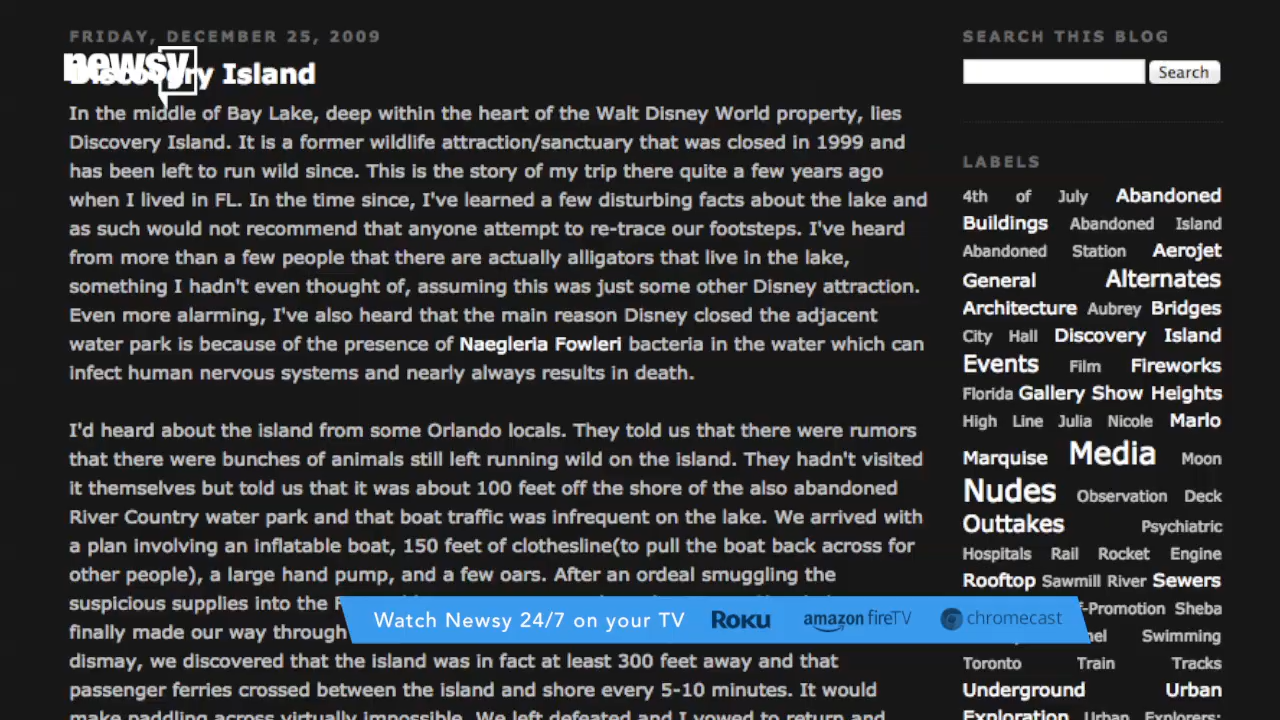 FRIDAY, DECEMBER 25, 2009
newsy
Discovery Island
In the middle of Bay Lake, deep within the heart of the Walt Disney World property, lies
Discovery Island. It is a former wildlife attraction/sanctuary that was closed in 1999 and
has been left to run wild since. This is the story of my trip there quite a few years ago
when I lived in FL. In the time since, I've learned a few disturbing facts about the lake and
as such would not recommend that anyone attempt to re-trace our footsteps. I've heard
from more than a few people that there are actually alligators that live in the lake,
something I hadn't even thought of, assuming this was just some other Disney attraction.
Even more alarming, I've also heard that the main reason Disney closed the adjacent
water park is because of the presence of Naegleria Fowleri bacteria in the water which can
infect human nervous systems and nearly always results in death.
I'd heard about the island from some Orlando locals. They told us that there were rumors
that there were bunches of animals still left running wild on the island. They hadn't visited
it themselves but told us that it was about 100 feet off the shore of the also abandoned
River Country water park and that boat traffic was infrequent on the lake. We arrived with
a plan involving an inflatable boat, 150 feet of clothesline(to pull the boat back across for
other people), a large hand pump, and a few oars. After an ordeal smuggling the
suspicious supplies into the
finally made our way through
dismay, we discovered that the island was in fact at least 300 feet away and that
passenger ferries crossed between the island and shore every 5-10 minutes. It would
make paddling across virtually impossible. We left defeated and I vowed to return and
Watch Newsy 24/7 on your TV ROKU amazon fireTV chromecast
SEARCH THIS BLOG
Search
LABELS
4th of July Abandoned
Buildings Abandoned Island
Abandoned Station Aerojet
General Alternates
Architecture Aubrey Bridges
City Hall Discovery Island
Events Film Fireworks
Florida Gallery Show Heights
High Line Julia Nicole Marlo
Marquise Media Moon
Nudes Observation Deck
Outtakes Psychiatric
Hospitals Rail Rocket Engine
Rooftop Sawmill River Sewers
-Promotion Sheba
Swimming
Toronto Train Tracks
Underground Urban
Exploration Urban Explorers: